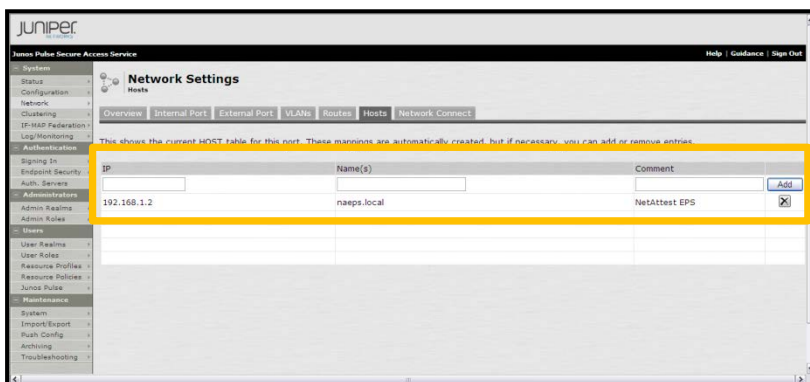 JUNIPER
NETWORKS
Junos Pulse Secure Access Service
Help | Guidance | Sign Out
System
Status
Configuration
Network
Clustering
IF-MAP Federation
Log/Monitoring
Authentication
Signing In
Endpoint Security
Auth. Servers
Administrators
Admin Realms
Admin Roles
Users
User Realms
User Roles
Resource Profiles
Resource Policies
Junos Pulse
Maintenance
System
Import/Export
Push Config
Archiving
Troubleshooting
Network Settings
Hosts
Overview Internal Port External Port VLANs Routes Hosts Network Connect
This shows the current HOST table for this port. These mappings are automatically created, but if necessary, you can add or remove entries.
IP Name(s) Comment
Add
192.168.1.2 naeps.local NetAttest EPS